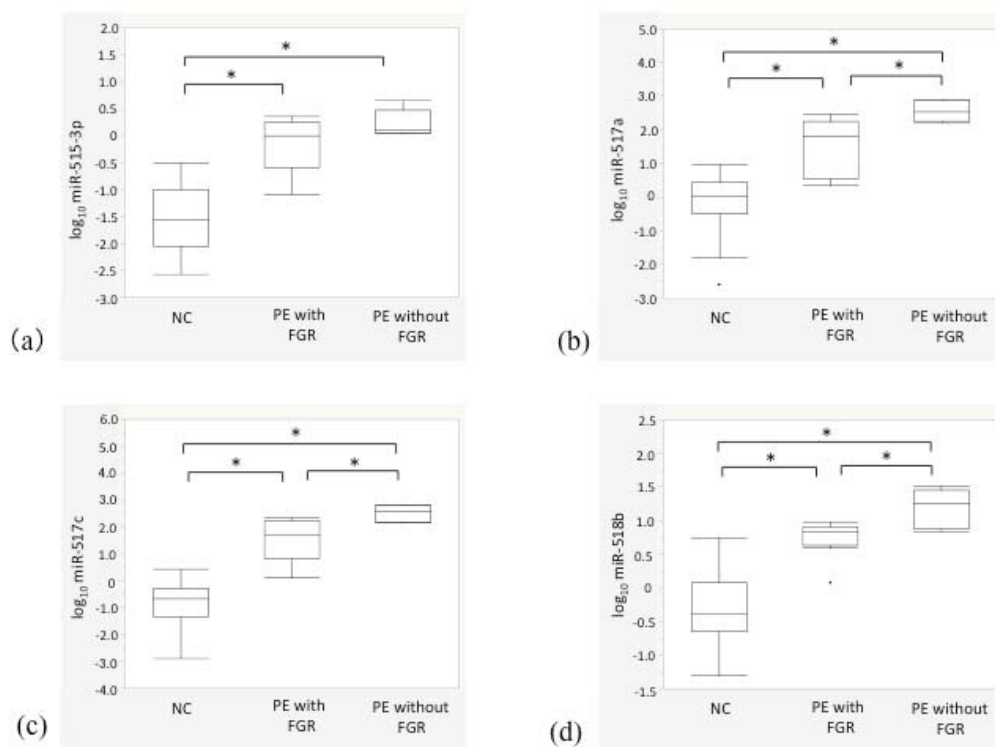 2.0
1.5
*
1.0
*
0.5
0
-0.5
-1.0
-1.5
-2.0
-2.5
-3.0
log10 miR-515-3p
NC
PE with
FGR
PE without
FGR
(a)
5.0
4.0
*
3.0
*
*
2.0
1.0
0
-1.0
-2.0
-3.0
log10 miR-517a
NC
PE with
FGR
PE without
FGR
(b)
6.0
5.0
*
4.0
*
*
3.0
2.0
1.0
0
-1.0
-2.0
-3.0
-4.0
log10 miR-517c
NC
PE with
FGR
PE without
FGR
(c)
2.5
*
2.0
*
*
1.5
1.0
0.5
0
-0.5
-1.0
-1.5
log10 miR-518b
NC
PE with
FGR
PE without
FGR
(d)